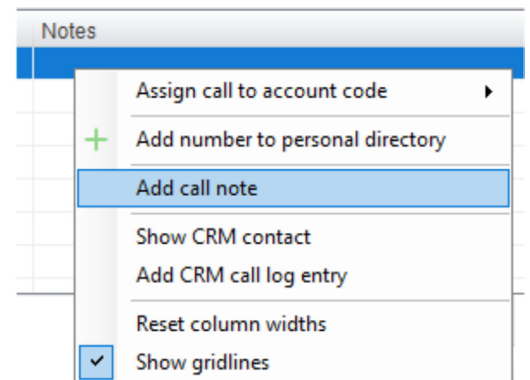 Notes
Assign call to account code
Add number to personal directory
Add call note
Show CRM contact
Add CRM call log entry
Reset column widths
Show gridlines